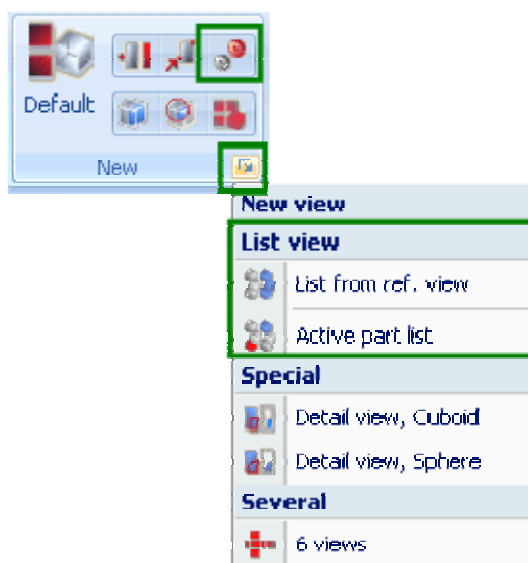 Default
New
New view
List view
List from ref. view
Active part list
Special
Detail view, Cuboid
Detail view, Sphere
Several
6 views